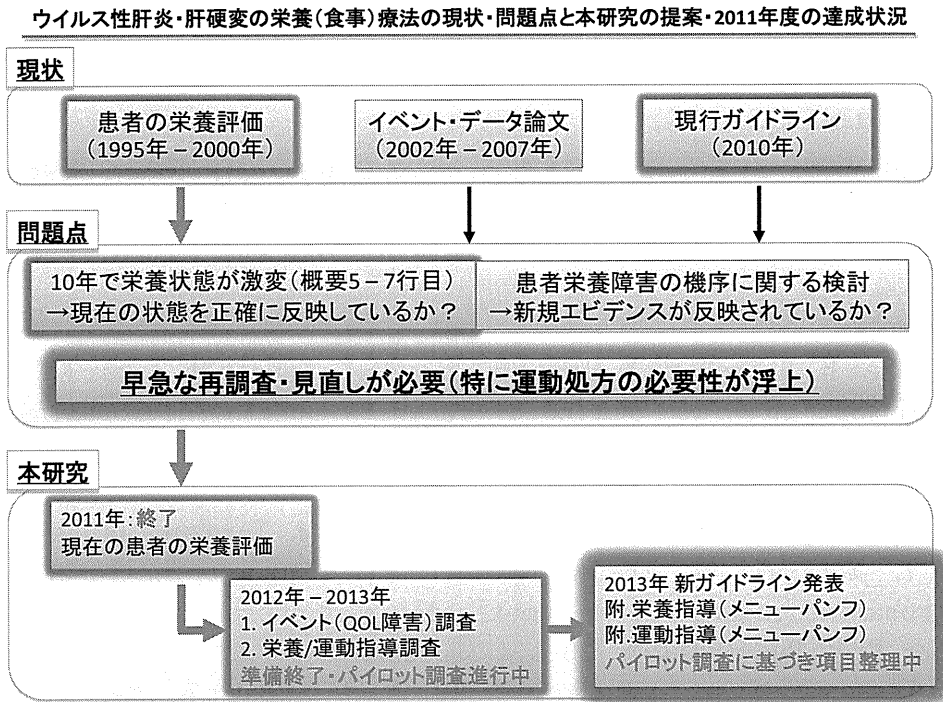 ウイルス性肝炎・肝硬変の栄養(食事)療法の現状・問題点と本研究の提案・2011年度の達成状況
現状
患者の栄養評価
(1995年－2000年)
イベント・データ論文
(2002年－2007年)
現行ガイドライン
(2010年)
問題点
10年で栄養状態が激変(概要5－7行目)
→現在の状態を正確に反映しているか?
患者栄養障害の機序に関する検討
→新規エビデンスが反映されているか?
早急な再調査・見直しが必要(特に運動処方の必要性が浮上)
本研究
2011年:終了
現在の患者の栄養評価
2012年－2013年
1. イベント(QOL障害)調査
2. 栄養/運動指導調査
準備終了・パイロット調査進行中
2013年 新ガイドライン発表
附.栄養指導(メニューパンフ)
附.運動指導(メニューパンフ)
パイロット調査に基づき項目整理中